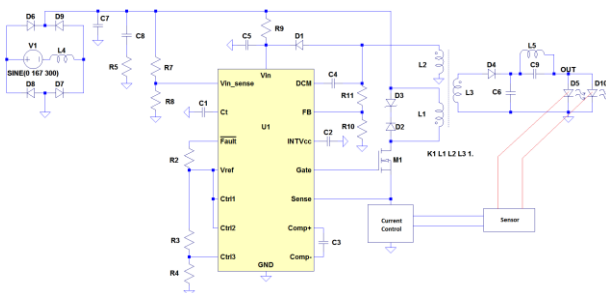 D6 D9
V1
L4
SINE(0 167 300)
D8 D7
C7
C8
R5
R7
R8
C5
R9
D1
C1
R2
R3
R4
Vin
Vin_sense
DCM
Ct
FB
U1
Fault
INTVcc
Vref
Gate
Ctrl1
Sense
Ctrl2
Comp+
Ctrl3
Comp-
GND
C4
R11
R10
C2
C3
L2
D3
L1
D2
L3
M1
K1 L1 L2 L3 1.
D4
C6
L5
C9
OUT
D5
D10
Current
Control
Sensor